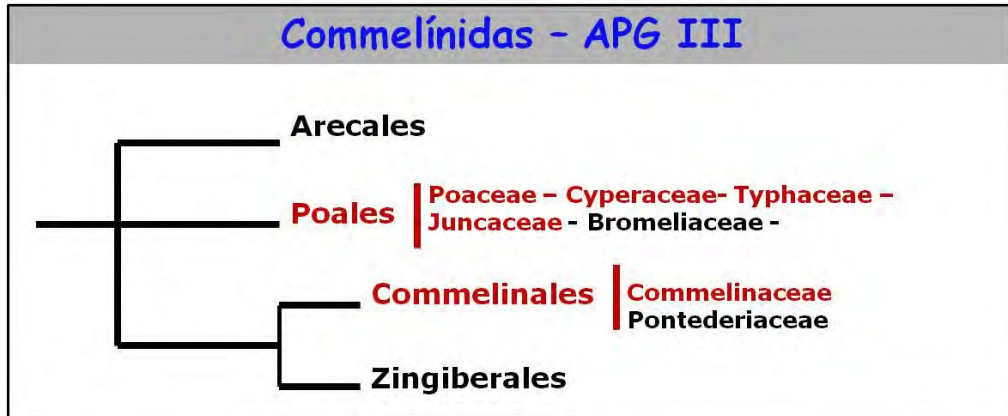 Commelínidas – APG III
Arecales
Poales
Poaceae – Cyperaceae- Typhaceae –
Juncaceae - Bromeliaceae -
Commelinales
Commelinaceae
Pontederiaceae
Zingiberales